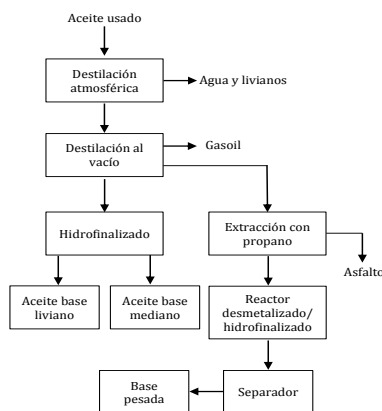 Aceite usado
Destilación
atmosférica
Agua y livianos
Destilación al
vacío
Gasoil
Hidrofinalizado
Extracción con
propano
Asfalto
Aceite base
liviano
Aceite base
mediano
Reactor
desmetalizado/
hidrofinalizado
Base
pesada
Separador